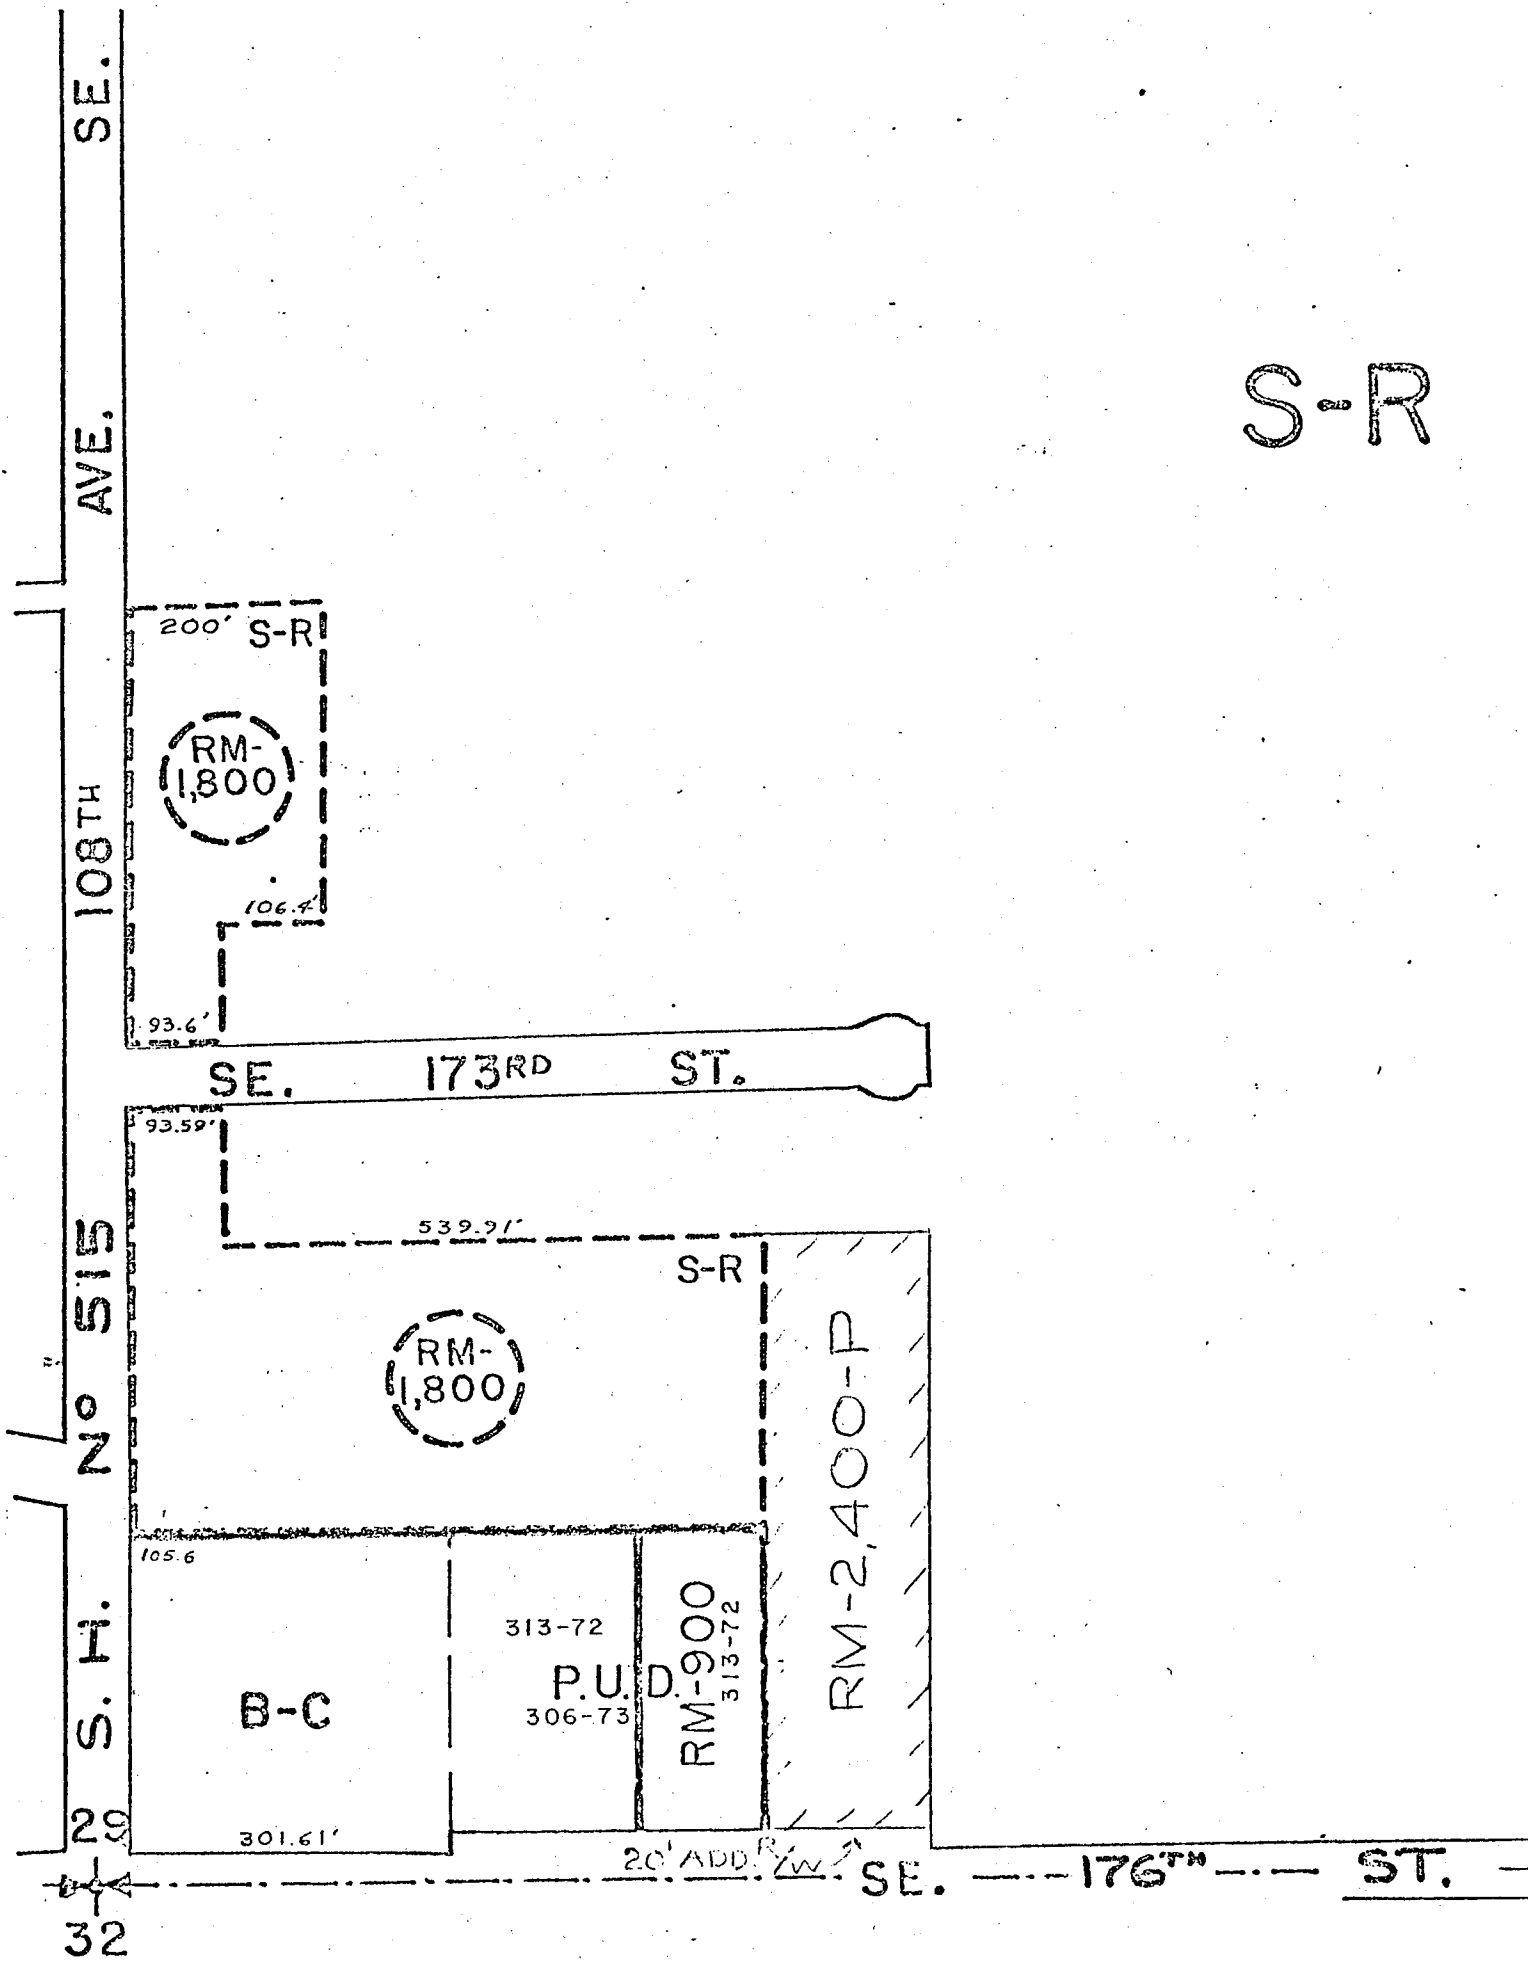 SE.
AVE.
108TH
S. H. Nº 515
S-R
200' S-R
RM-
1,800
106.4'
93.6'
SE. 173RD ST.
93.59'
539.91'
S-R
RM-
1,800
RM-2,400-P
105.6
313-72
P.U.D.
306-73
RM-900
313-72
B-C
301.61'
20' ADD. R/W
29
32
SE. 176TH ST.